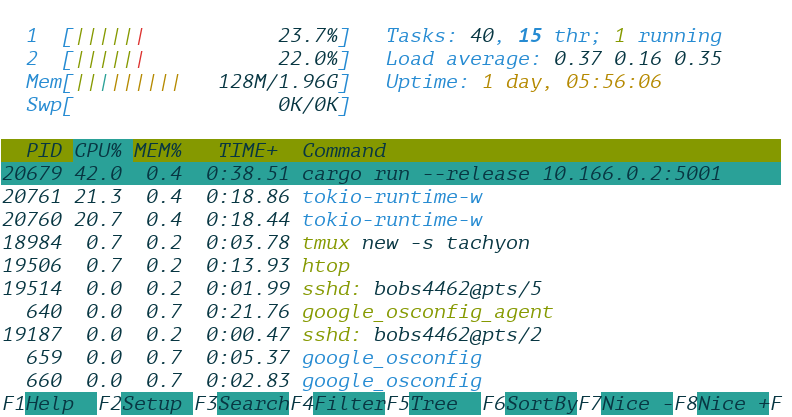 1 [|||||| 23.7%] Tasks: 40, 15 thr; 1 running
2 [|||||| 22.0%] Load average: 0.37 0.16 0.35
Mem[||||||||| 128M/1.96G] Uptime: 1 day, 05:56:06
Swp[ 0K/0K]
PID CPU% MEM% TIME+ Command
20679 42.0 0.4 0:38.51 cargo run --release 10.166.0.2:5001
20761 21.3 0.4 0:18.86 tokio-runtime-w
20760 20.7 0.4 0:18.44 tokio-runtime-w
18984 0.7 0.2 0:03.78 tmux new -s tachyon
19506 0.7 0.2 0:13.93 htop
19514 0.0 0.2 0:01.99 sshd: bobs4462@pts/5
640 0.0 0.7 0:21.76 google_osconfig_agent
19187 0.0 0.2 0:00.47 sshd: bobs4462@pts/2
659 0.0 0.7 0:05.37 google_osconfig
660 0.0 0.7 0:02.83 google_osconfig
F1Help F2Setup F3SearchF4FilterF5Tree F6SortByF7Nice -F8Nice +F